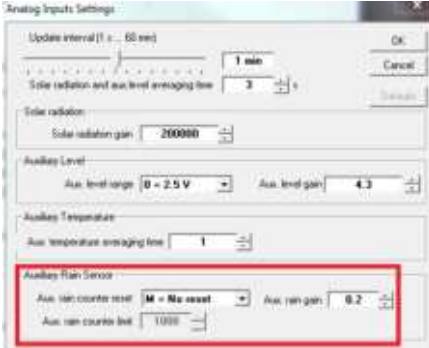 Analog Inputs Settings
Update interval (1 s ... 60 min)
1 min
OK
Solar radiation and aux.level averaging time 3 s
Cancel
Defaults
Solar radiation
Solar radiation gain 200000
Auxiliary Level
Aux. level range 0 = 2.5 V Aux. level gain 4.3
Auxiliary Temperature
Aux. temperature averaging time 1
Auxiliary Rain Sensor
Aux. rain counter reset M = No reset Aux. rain gain 0.2
Aux. rain counter limit 1000